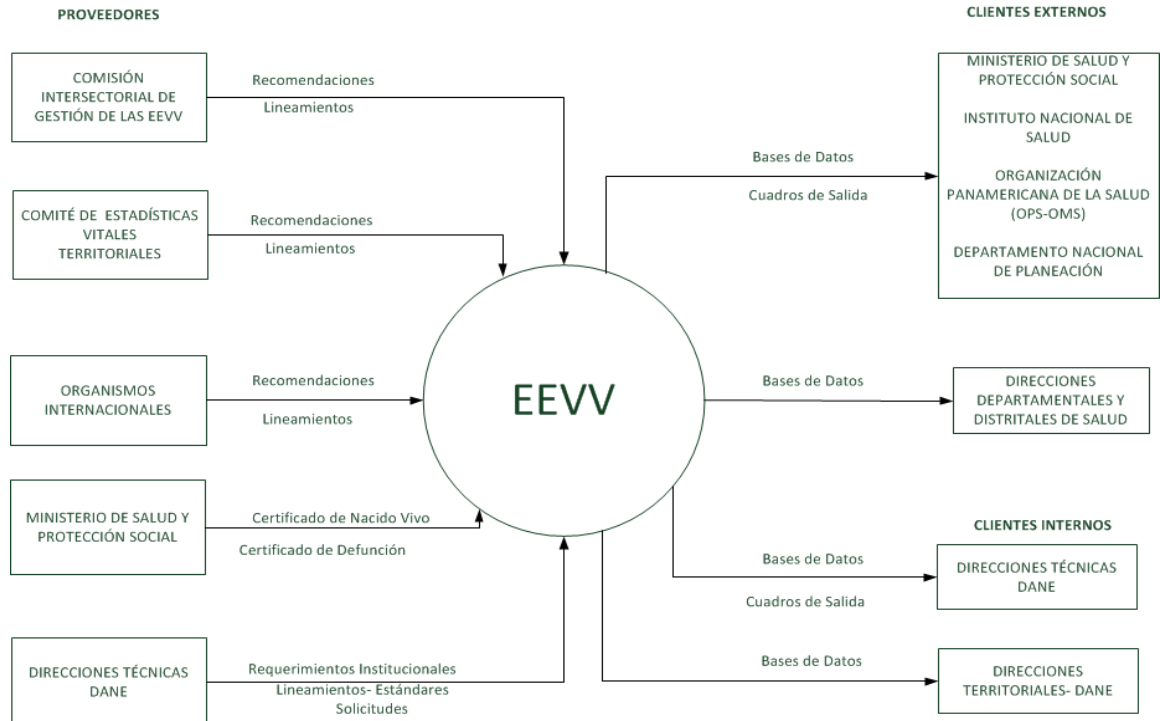 PROVEEDORES
COMISIÓN
INTERSECTORIAL DE
GESTIÓN DE LAS EEVV
Recomendaciones
Lineamientos
COMITÉ DE ESTADÍSTICAS
VITALES
TERRITORIALES
Recomendaciones
Lineamientos
ORGANISMOS
INTERNACIONALES
Recomendaciones
Lineamientos
MINISTERIO DE SALUD Y
PROTECCIÓN SOCIAL
Certificado de Nacido Vivo
Certificado de Defunción
DIRECCIONES TÉCNICAS
DANE
Requerimientos Institucionales
Lineamientos- Estándares
Solicitudes
EEVV
CLIENTES EXTERNOS
Bases de Datos
Cuadros de Salida
MINISTERIO DE SALUD Y
PROTECCIÓN SOCIAL
INSTITUTO NACIONAL DE
SALUD
ORGANIZACIÓN
PANAMERICANA DE LA SALUD
(OPS-OMS)
DEPARTAMENTO NACIONAL
DE PLANEACIÓN
Bases de Datos
DIRECCIONES
DEPARTAMENTALES Y
DISTRITALES DE SALUD
CLIENTES INTERNOS
Bases de Datos
Cuadros de Salida
DIRECCIONES TÉCNICAS
DANE
Bases de Datos
DIRECCIONES
TERRITORIALES- DANE